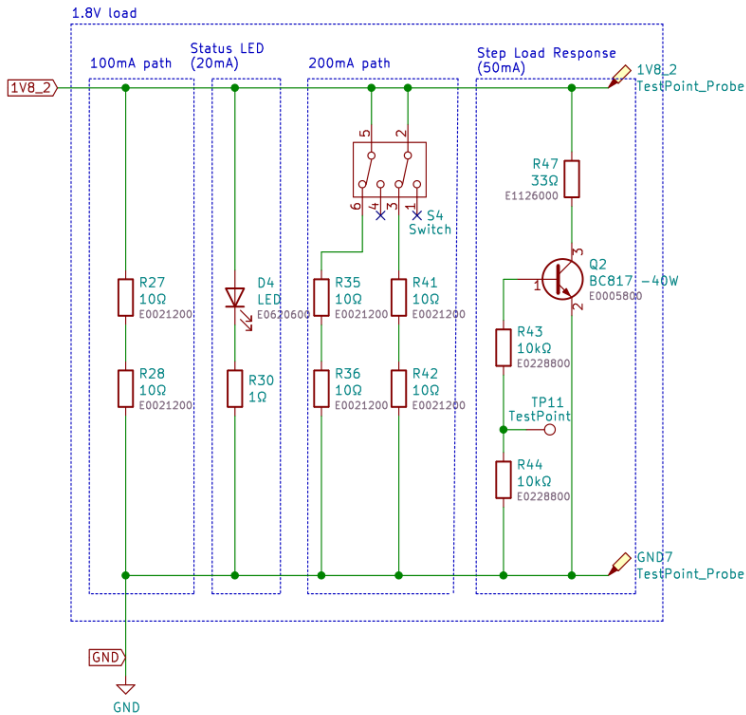 1.8V load
100mA path
Status LED
(20mA)
200mA path
Step Load Response
(50mA)
1V8_2
1V8_2
TestPoint_Probe
5
2
6
4
3
1
S4
Switch
R47
33Ω
E1126000
3
Q2
1
BC817 -40W
E0005800
2
R27
10Ω
E0021200
D4
LED
E0620600
R35
10Ω
E0021200
R41
10Ω
E0021200
R43
10kΩ
E0228800
R28
10Ω
E0021200
R30
1Ω
R36
10Ω
E0021200
R42
10Ω
E0021200
TP11
TestPoint
R44
10kΩ
E0228800
GND7
TestPoint_Probe
GND
GND